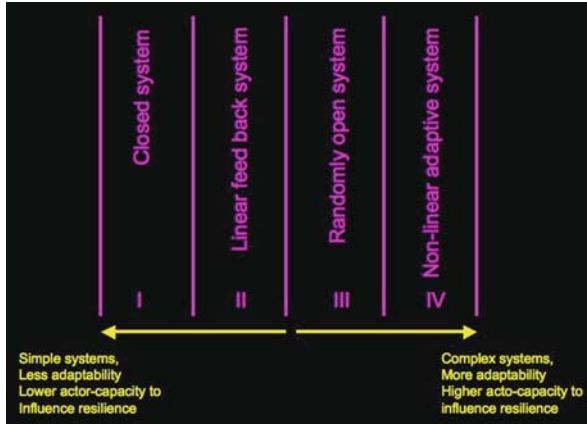 I Closed system
II Linear feed back system
III Randomly open system
IV Non-linear adaptive system
Simple systems,
Less adaptability
Lower actor-capacity to
Influence resilience
Complex systems,
More adaptability
Higher acto-capacity to
influence resilience